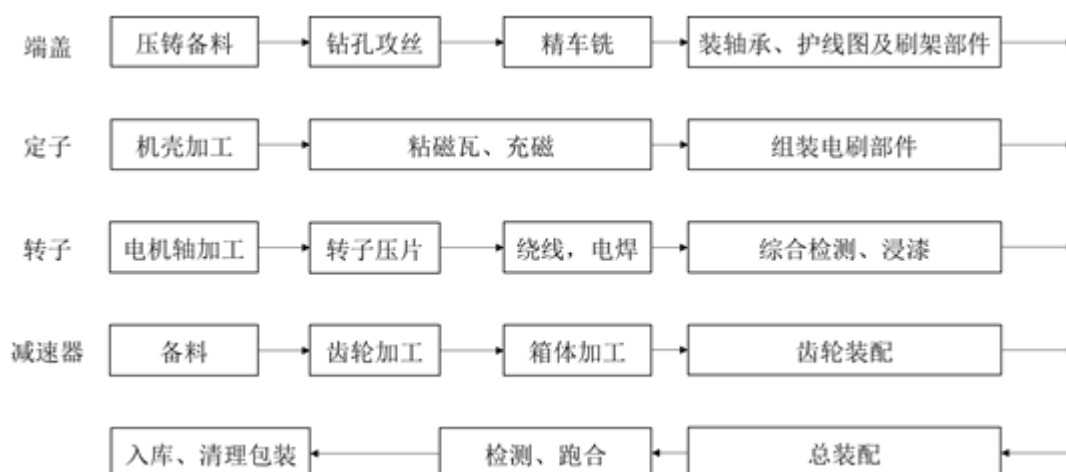 端盖 压铸备料 钻孔攻丝 精车铣 装轴承、护线图及刷架部件
定子 机壳加工 粘磁瓦、充磁 组装电刷部件
转子 电机轴加工 转子压片 绕线，电焊 综合检测、浸漆
减速器 备料 齿轮加工 箱体加工 齿轮装配
入库、清理包装 检测、跑合 总装配